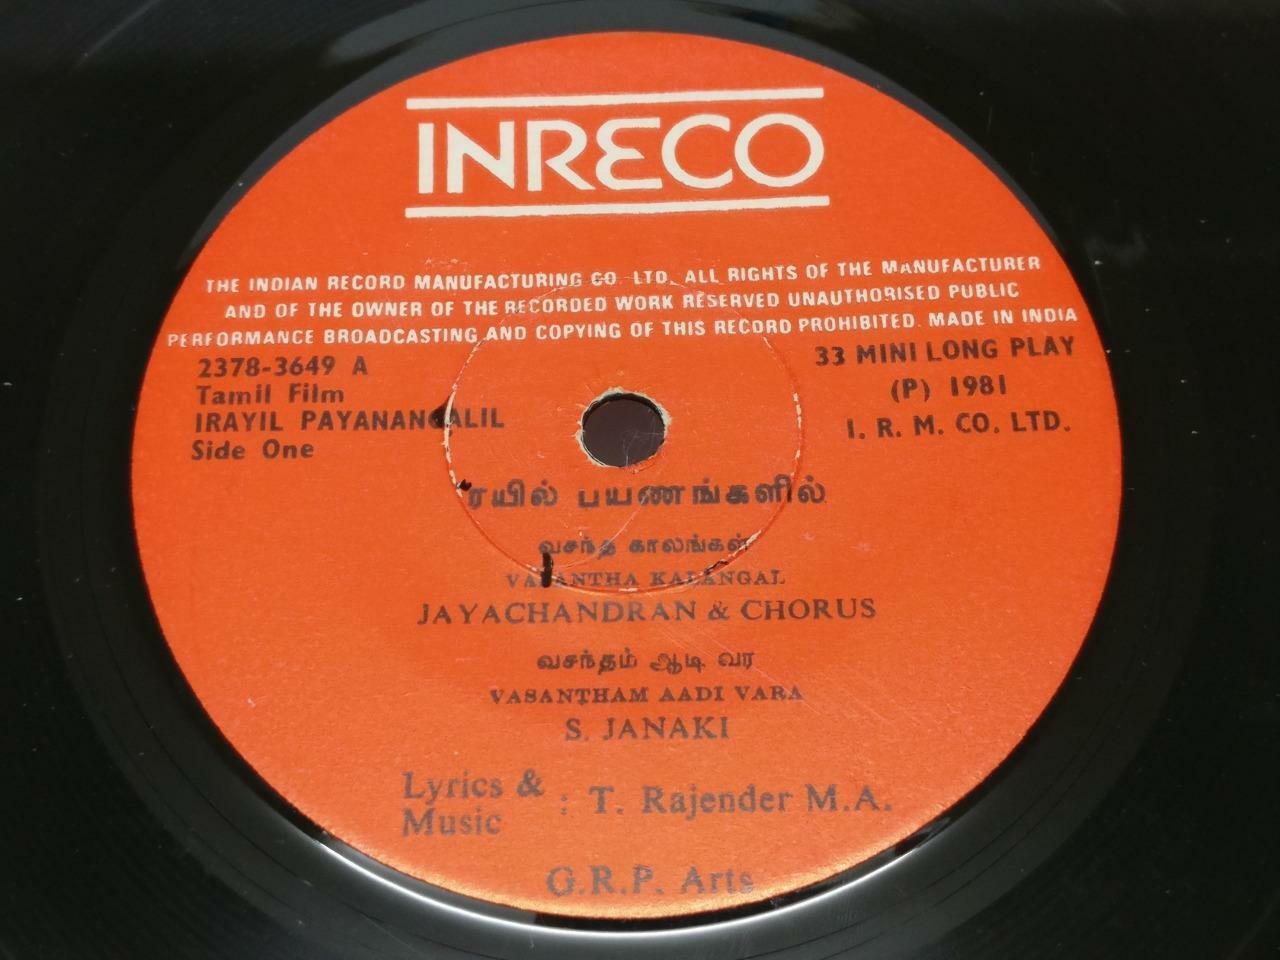 INRECO
THE INDIAN RECORD MANUFACTURING CO. LTD. ALL RIGHTS OF THE MANUFACTURER
AND OF THE OWNER OF THE RECORDED WORK RESERVED UNAUTHORISED PUBLIC
PERFORMANCE BROADCASTING AND COPYING OF THIS RECORD PROHIBITED. MADE IN INDIA
2378-3649 A
Tamil Film
IRAYIL PAYANANGALIL
Side One
33 MINI LONG PLAY
(P) 1981
I. R. M. CO. LTD.
ரயில் பயணங்களில்
வசந்த காலங்கள்
VASANTHA KALANGAL
JAYACHANDRAN & CHORUS
வசந்தம் ஆடி வர
VASANTHAM AADI VARA
S. JANAKI
Lyrics &
Music : T. Rajender M.A.
G.R.P. Arts